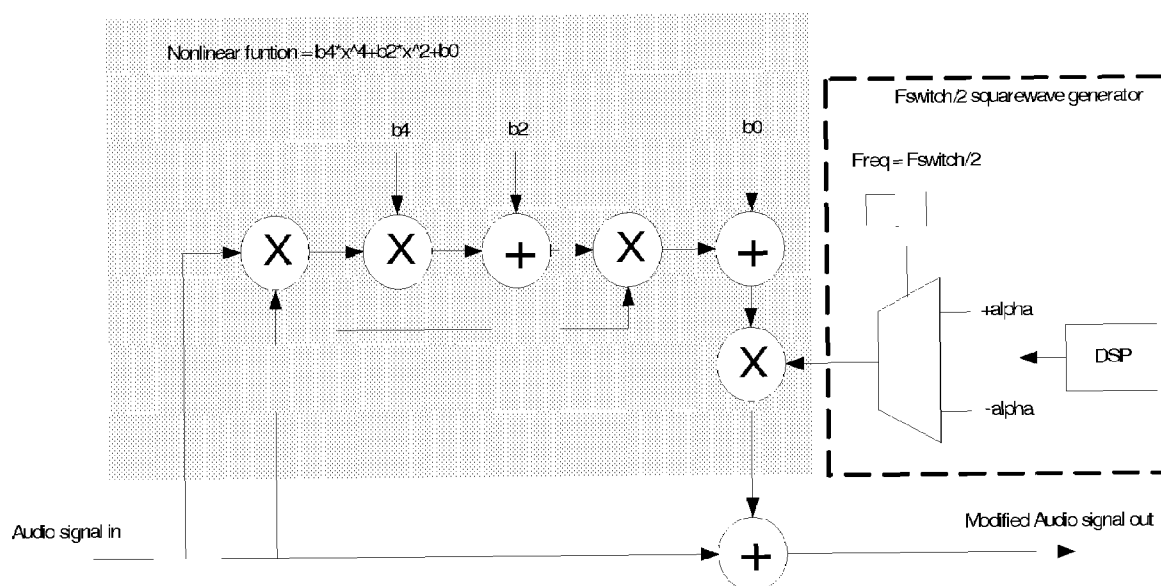 Nonlinear funtion = b4*x^4+b2*x^2+b0
Fswitch/2 squarewave generator
b4
b2
b0
Freq = Fswitch/2
X
X
+
X
+
+alpha
X
DSP
-alpha
Audio signal in
Modified Audio signal out
+